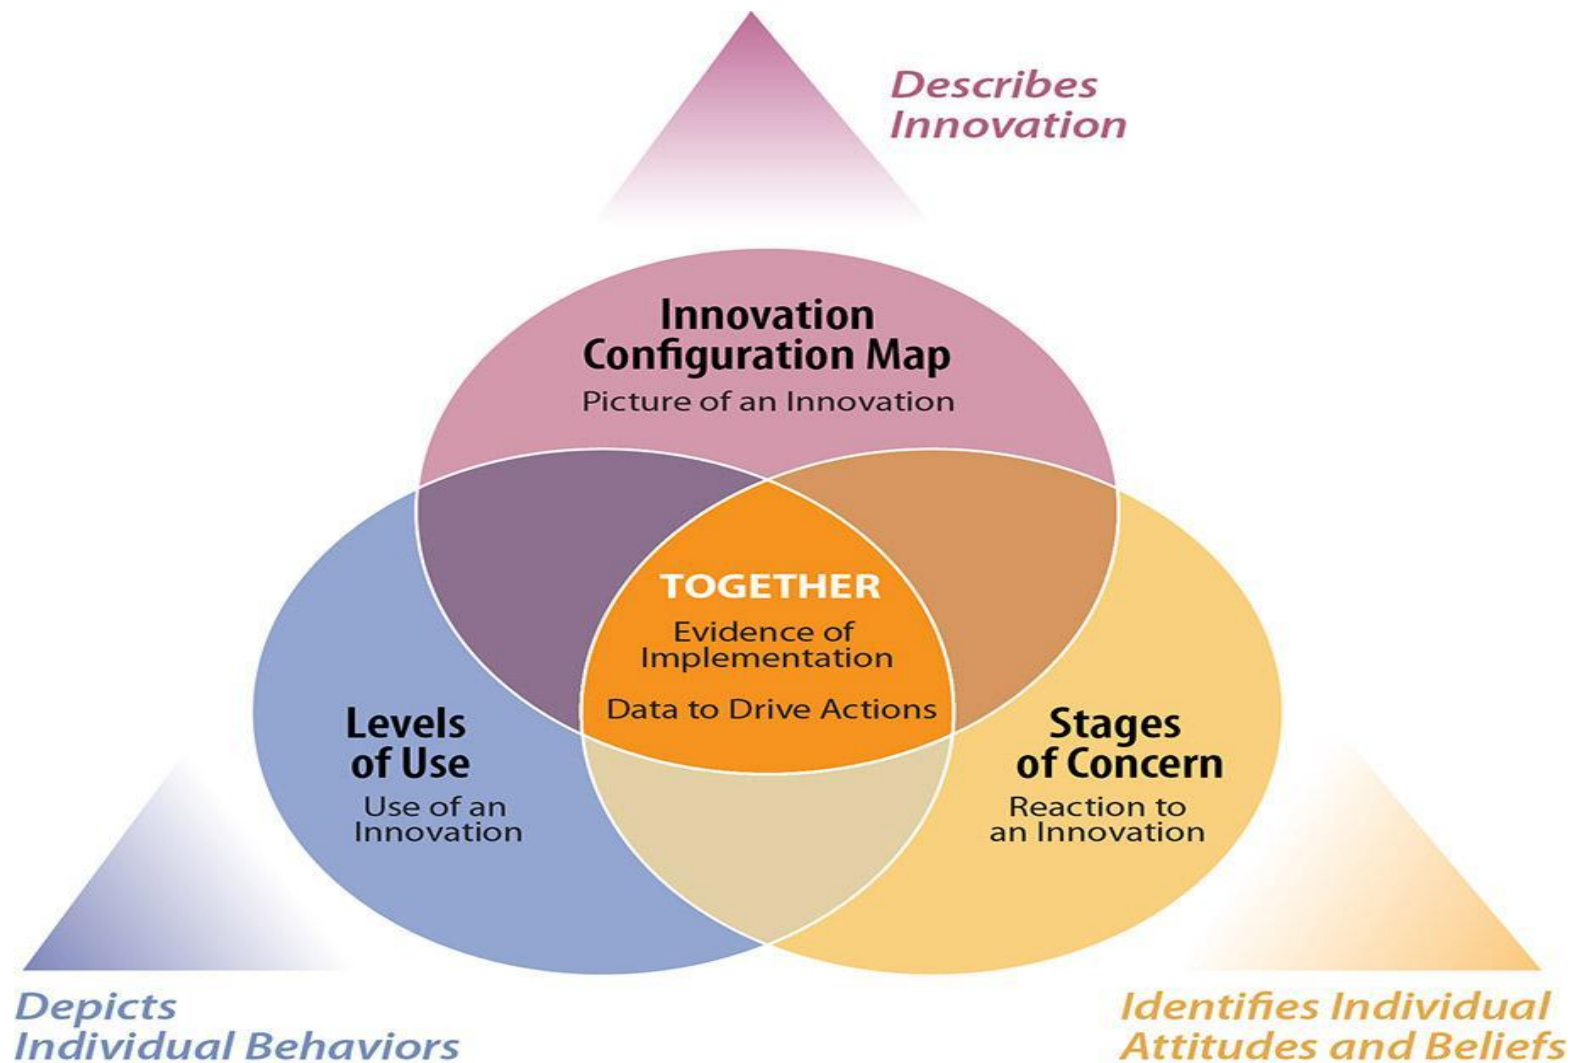 Describes
Innovation
Innovation
Configuration Map
Picture of an Innovation
TOGETHER
Evidence of
Implementation
Data to Drive Actions
Levels
of Use
Use of an
Innovation
Stages
of Concern
Reaction to
an Innovation
Depicts
Individual Behaviors
Identifies Individual
Attitudes and Beliefs